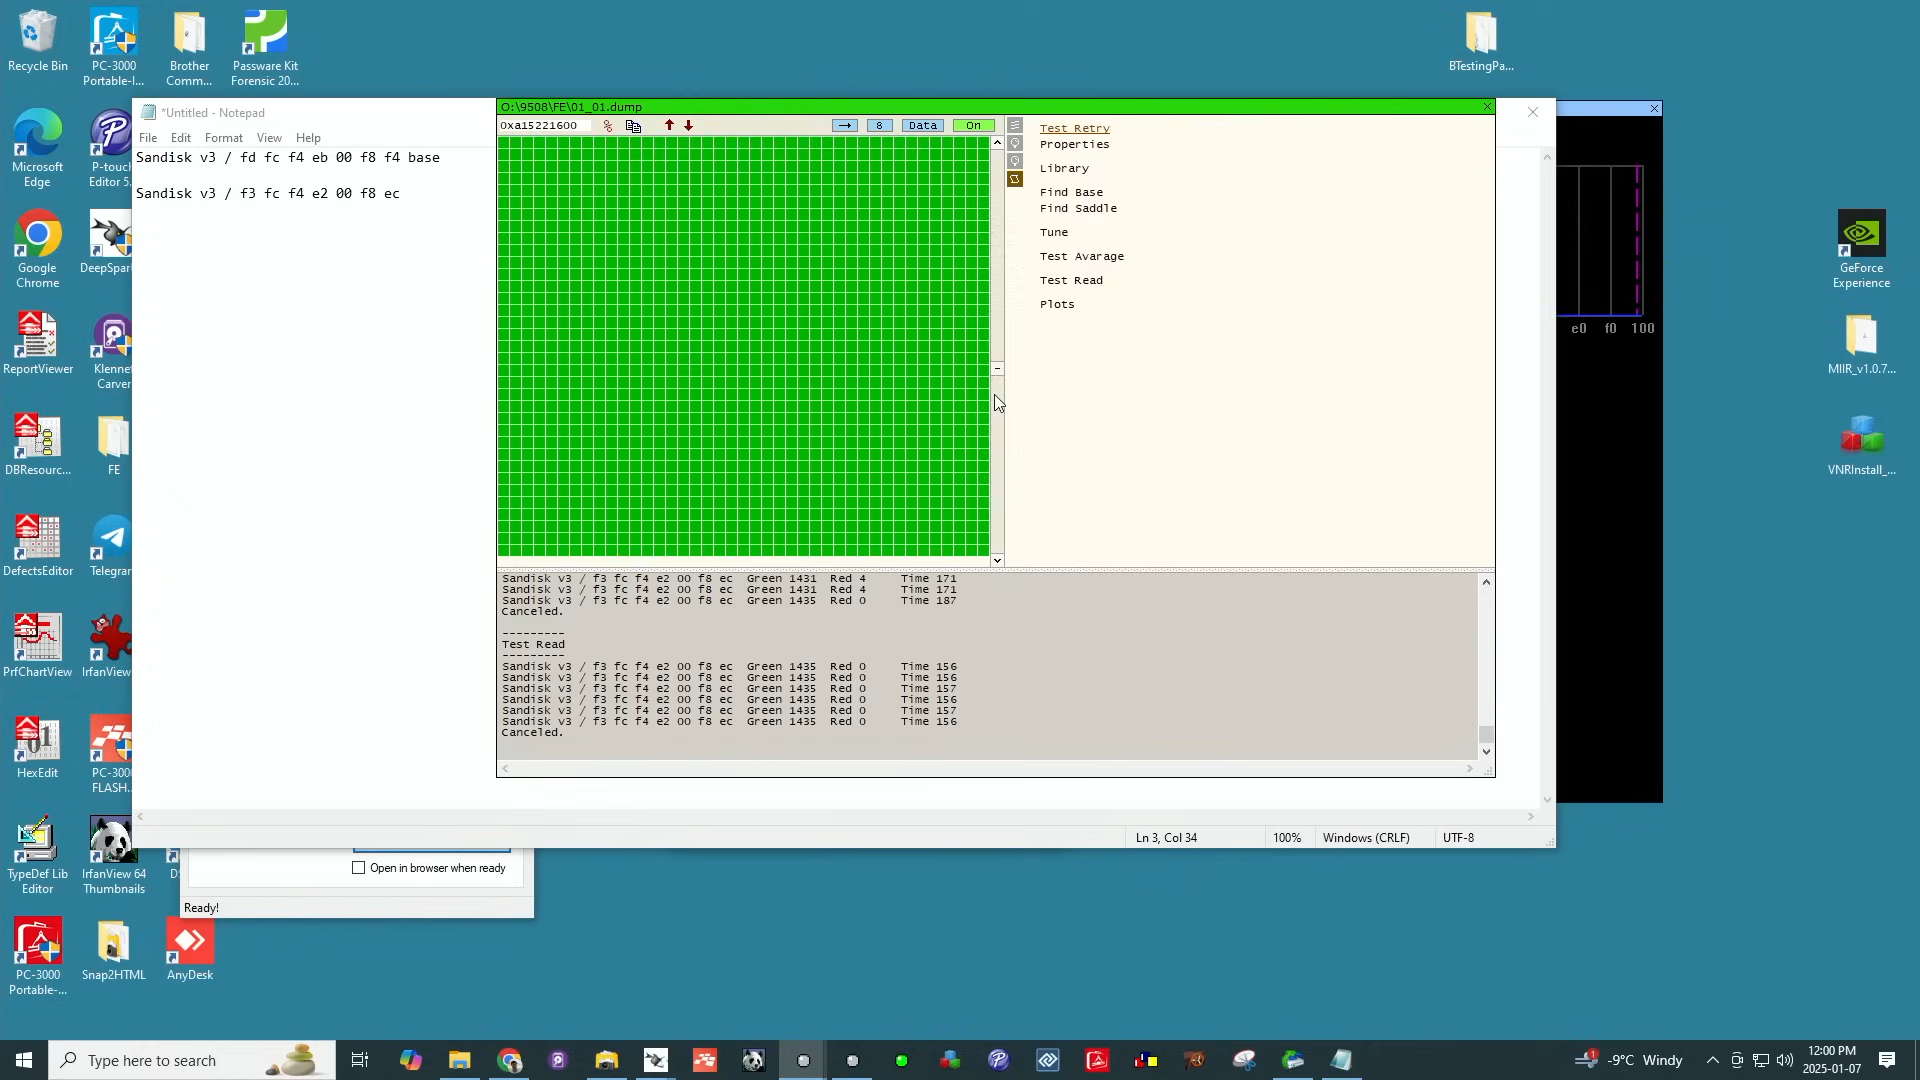 Recycle Bin
PC-3000
Portable-I...
Brother
Comm...
Passware Kit
Forensic 20...
BTestingPa...
*Untitled - Notepad
File Edit Format View Help
Sandisk v3 / fd fc f4 eb 00 f8 f4 base
Sandisk v3 / f3 fc f4 e2 00 f8 ec
O:\9508\FE\01_01.dump
0xa15221600
% → 8 Data On
Test Retry
Properties
Library
Find Base
Find Saddle
Tune
Test Avarage
Test Read
Plots
e0 f0 100
Microsoft
Edge
P-touch
Editor 5.
Google
Chrome
DeepSpar
GeForce
Experience
ReportViewer
Klennet
Carver
MIIR_v1.0.7...
DBResourc...
FE
VNRInstall_...
DefectsEditor
Telegram
PrfChartView
IrfanView
HexEdit
PC-300
FLASH
TypeDef Lib
Editor
IrfanView 64
Thumbnails
PC-3000
Portable-...
Snap2HTML
AnyDesk
Sandisk v3 / f3 fc f4 e2 00 f8 ec Green 1431 Red 4 Time 171
Sandisk v3 / f3 fc f4 e2 00 f8 ec Green 1431 Red 4 Time 171
Sandisk v3 / f3 fc f4 e2 00 f8 ec Green 1435 Red 0 Time 187
Canceled.
---------
Test Read
---------
Sandisk v3 / f3 fc f4 e2 00 f8 ec Green 1435 Red 0 Time 156
Sandisk v3 / f3 fc f4 e2 00 f8 ec Green 1435 Red 0 Time 156
Sandisk v3 / f3 fc f4 e2 00 f8 ec Green 1435 Red 0 Time 157
Sandisk v3 / f3 fc f4 e2 00 f8 ec Green 1435 Red 0 Time 156
Sandisk v3 / f3 fc f4 e2 00 f8 ec Green 1435 Red 0 Time 157
Sandisk v3 / f3 fc f4 e2 00 f8 ec Green 1435 Red 0 Time 156
Canceled.
Ln 3, Col 34 100% Windows (CRLF) UTF-8
Open in browser when ready
Ready!
Type here to search
1
-9°C Windy
12:00 PM
2025-01-07